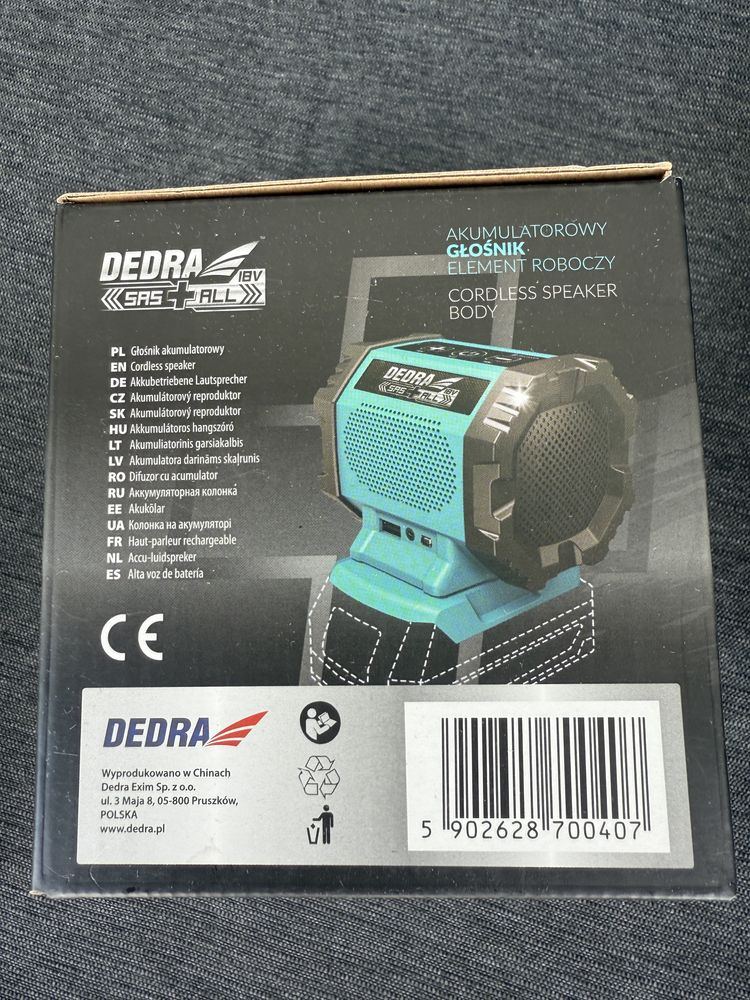 DEDRA
18V
SAS+ALL
AKUMULATOROWY
GŁOŚNIK
ELEMENT ROBOCZY
CORDLESS SPEAKER
BODY
PL Głośnik akumulatorowy
EN Cordless speaker
DE Akkubetriebene Lautsprecher
CZ Akumulátorový reproduktor
SK Akumulátorový reproduktor
HU Akkumulátoros hangszóró
LT Akumuliatorinis garsiakalbis
LV Akumulatora darināms skaļrunis
RO Difuzor cu acumulator
RU Аккумуляторная колонка
EE Akukõlar
UA Колонка на акумуляторі
FR Haut-parleur rechargeable
NL Accu-luidspreker
ES Alta voz de batería
DEDRA
18V
SAS+ALL
CE
DEDRA
Wyprodukowano w Chinach
Dedra Exim Sp. z o.o.
ul. 3 Maja 8, 05-800 Pruszków,
POLSKA
www.dedra.pl
5 902628 700407